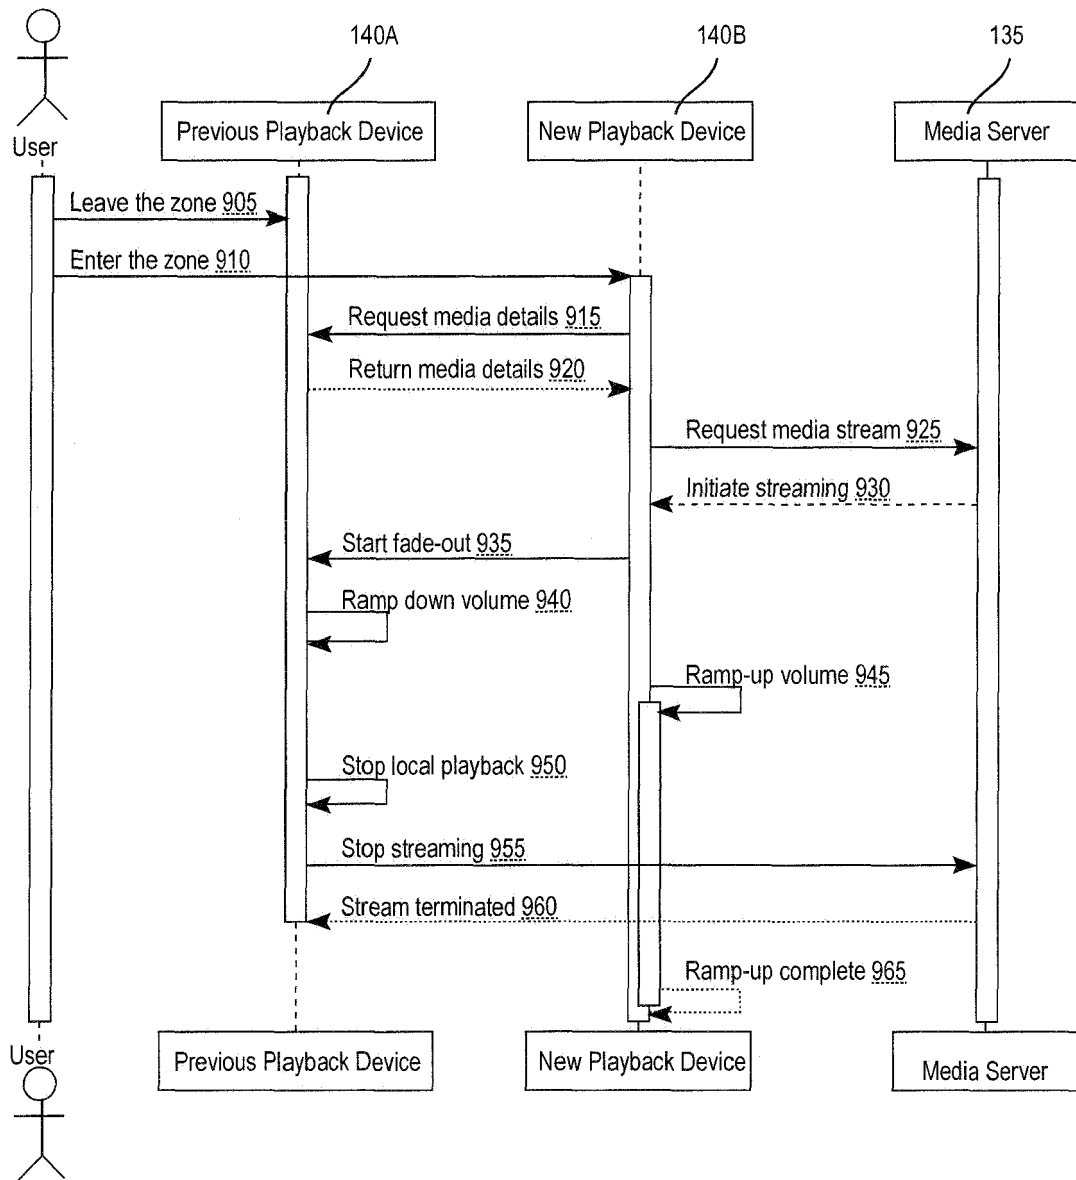 140A
140B
135
Previous Playback Device
New Playback Device
Media Server
User
Leave the zone 905
Enter the zone 910
Request media details 915
Return media details 920
Request media stream 925
Initiate streaming 930
Start fade-out 935
Ramp down volume 940
Ramp-up volume 945
Stop local playback 950
Stop streaming 955
Stream terminated 960
Ramp-up complete 965
User
Previous Playback Device
New Playback Device
Media Server